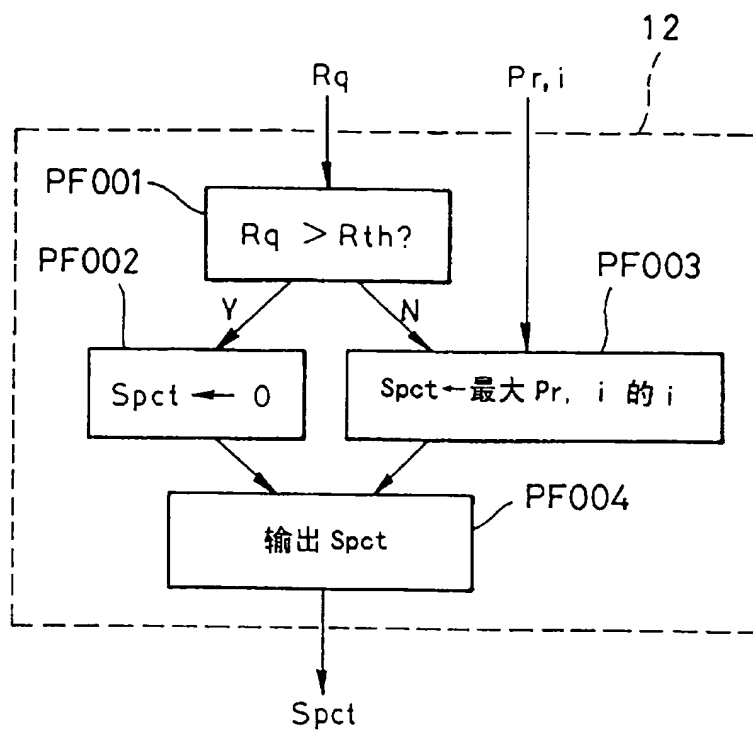 12
Rq
Pr,i
PF001
Rq > Rth?
PF002
PF003
Y
N
Spct ← 0
Spct←最大 Pr, i 的 i
PF004
输出 Spct
Spct